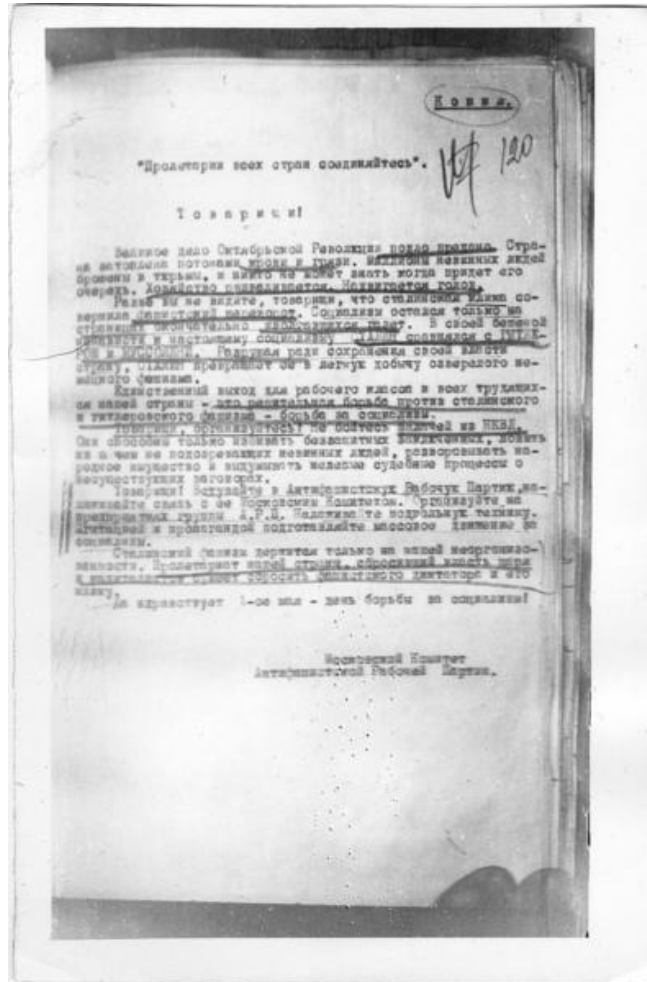 Копия.
120
"Пролетарии всех стран соединяйтесь".
Товарищи!
Великое дело Октябрьской Революции подло предано. Стра-
на затоплена потоками крови и грязи. Миллионы невинных людей
брошены в тюрьмы, и никто не может знать когда придет его
очередь. Хозяйство разваливается. Надвигается голод.
Разве вы не видите, товарищи, что сталинская клика со-
вершила фашистский переворот. Социализм остался только на
страницах окончательно изолгавшихся газет. В своей бешеной
ненависти к настоящему социализму СТАЛИН сравнился с ГИТЛЕ-
РОМ и МУССОЛИНИ. Разрушая ради сохранения своей власти
страну, СТАЛИН превращает ее в легкую добычу озверелого не-
мецкого фашизма.
Единственный выход для рабочего класса и всех трудящих-
ся нашей страны - это решительная борьба против сталинского
и гитлеровского фашизма - борьба за социализм.
Товарищи, организуйтесь! Не бойтесь палачей из НКВД.
Они способны только избивать беззащитных заключенных, ловить
ни о чем не подозревающих невинных людей, разворовывать на-
родное имущество и выдумывать нелепые судебные процессы о
несуществующих заговорах.
Товарищи! Вступайте в Антифашистскую Рабочую Партию, на-
лаживайте связь с ее Московским Комитетом. Организуйте на
предприятиях группы А.Р.П. Налаживайте подпольную технику.
Агитацией и пропагандой подготавливайте массовое движение за
социализм.
Сталинский фашизм держится только на нашей неорганизо-
ванности. Пролетариат нашей страны, сбросивший власть царя
и капиталистов сумеет сбросить фашистского диктатора и его
клику.
Да здравствует 1-ое мая - день борьбы за социализм!
Московский Комитет
Антифашистской Рабочей Партии.